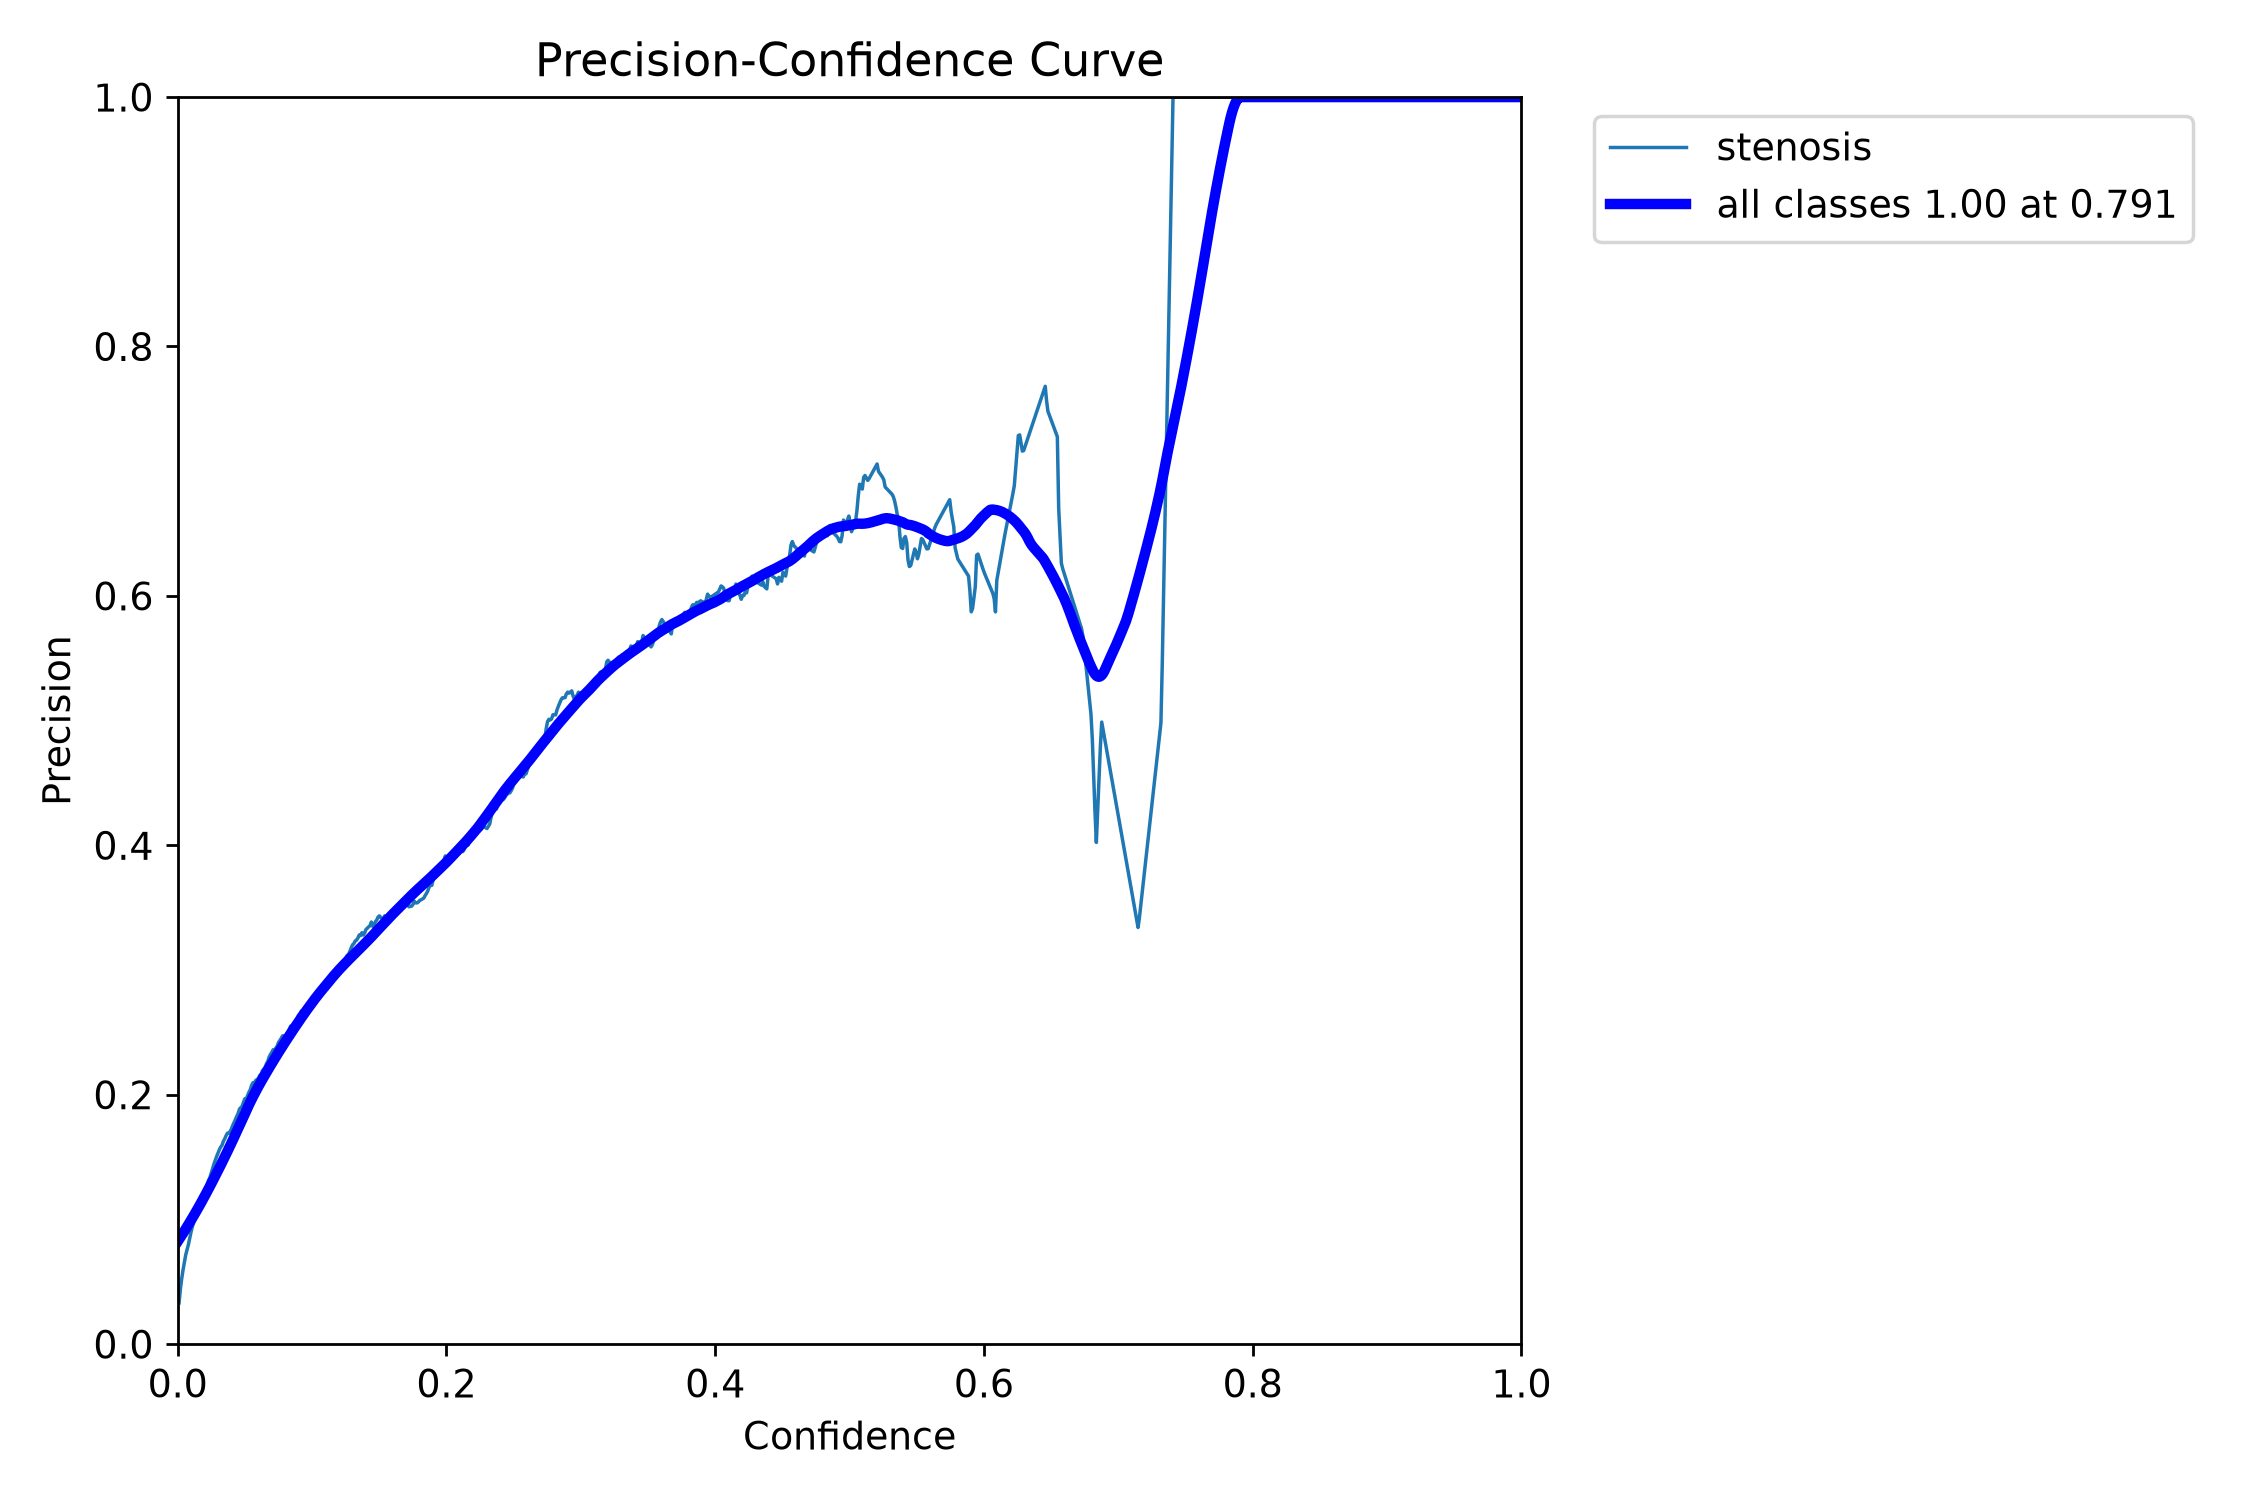 Precision-Confidence Curve
1.0
0.8
0.6
0.4
0.2
0.0
Precision
0.0 0.2 0.4 0.6 0.8 1.0
Confidence
stenosis
all classes 1.00 at 0.791